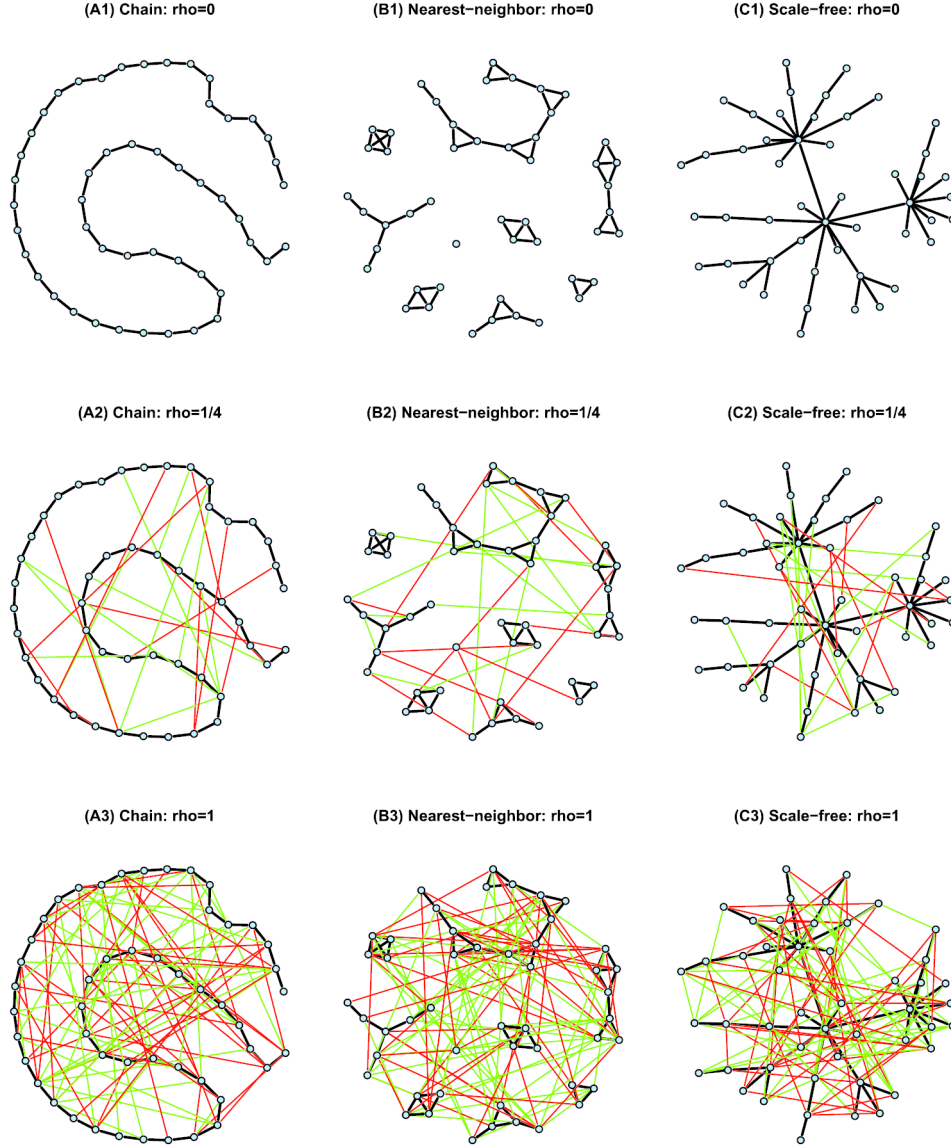 (A1) Chain: rho=0
(B1) Nearest−neighbor: rho=0
(C1) Scale−free: rho=0
(A2) Chain: rho=1/4
(B2) Nearest−neighbor: rho=1/4
(C2) Scale−free: rho=1/4
(A3) Chain: rho=1
(B3) Nearest−neighbor: rho=1
(C3) Scale−free: rho=1